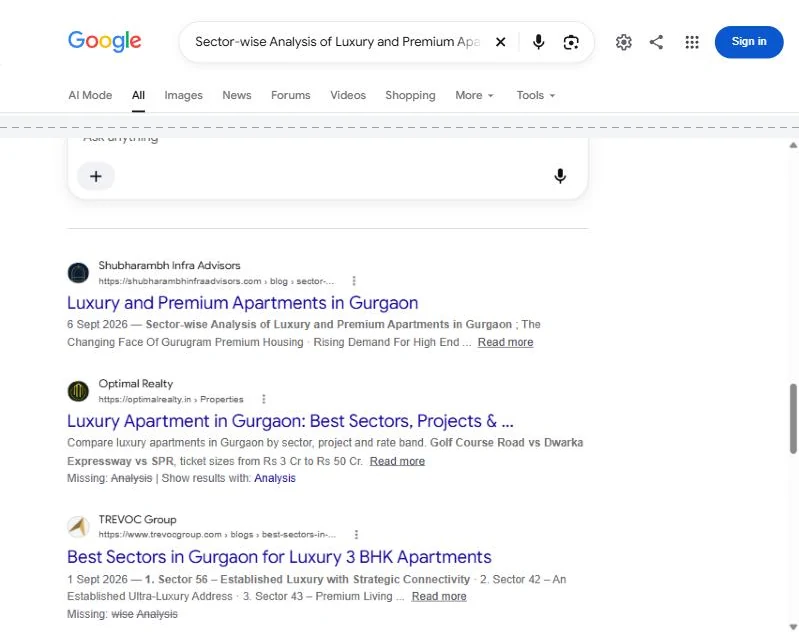 Google
Sector-wise Analysis of Luxury and Premium Apa
Sign in
AI Mode All Images News Forums Videos Shopping More Tools
Ask anything
Shubharambh Infra Advisors
https://shubharambhinfraadvisors.com › blog › sector-...
Luxury and Premium Apartments in Gurgaon
6 Sept 2026 — Sector-wise Analysis of Luxury and Premium Apartments in Gurgaon ; The
Changing Face Of Gurugram Premium Housing · Rising Demand For High End ... Read more
Optimal Realty
https://optimalrealty.in › Properties
Luxury Apartment in Gurgaon: Best Sectors, Projects & ...
Compare luxury apartments in Gurgaon by sector, project and rate band. Golf Course Road vs Dwarka
Expressway vs SPR, ticket sizes from Rs 3 Cr to Rs 50 Cr. Read more
Missing: Analysis | Show results with: Analysis
TREVOC Group
https://www.trevocgroup.com › blogs › best-sectors-in-...
Best Sectors in Gurgaon for Luxury 3 BHK Apartments
1 Sept 2026 — 1. Sector 56 – Established Luxury with Strategic Connectivity · 2. Sector 42 – An
Established Ultra-Luxury Address · 3. Sector 43 – Premium Living ... Read more
Missing: wise Analysis